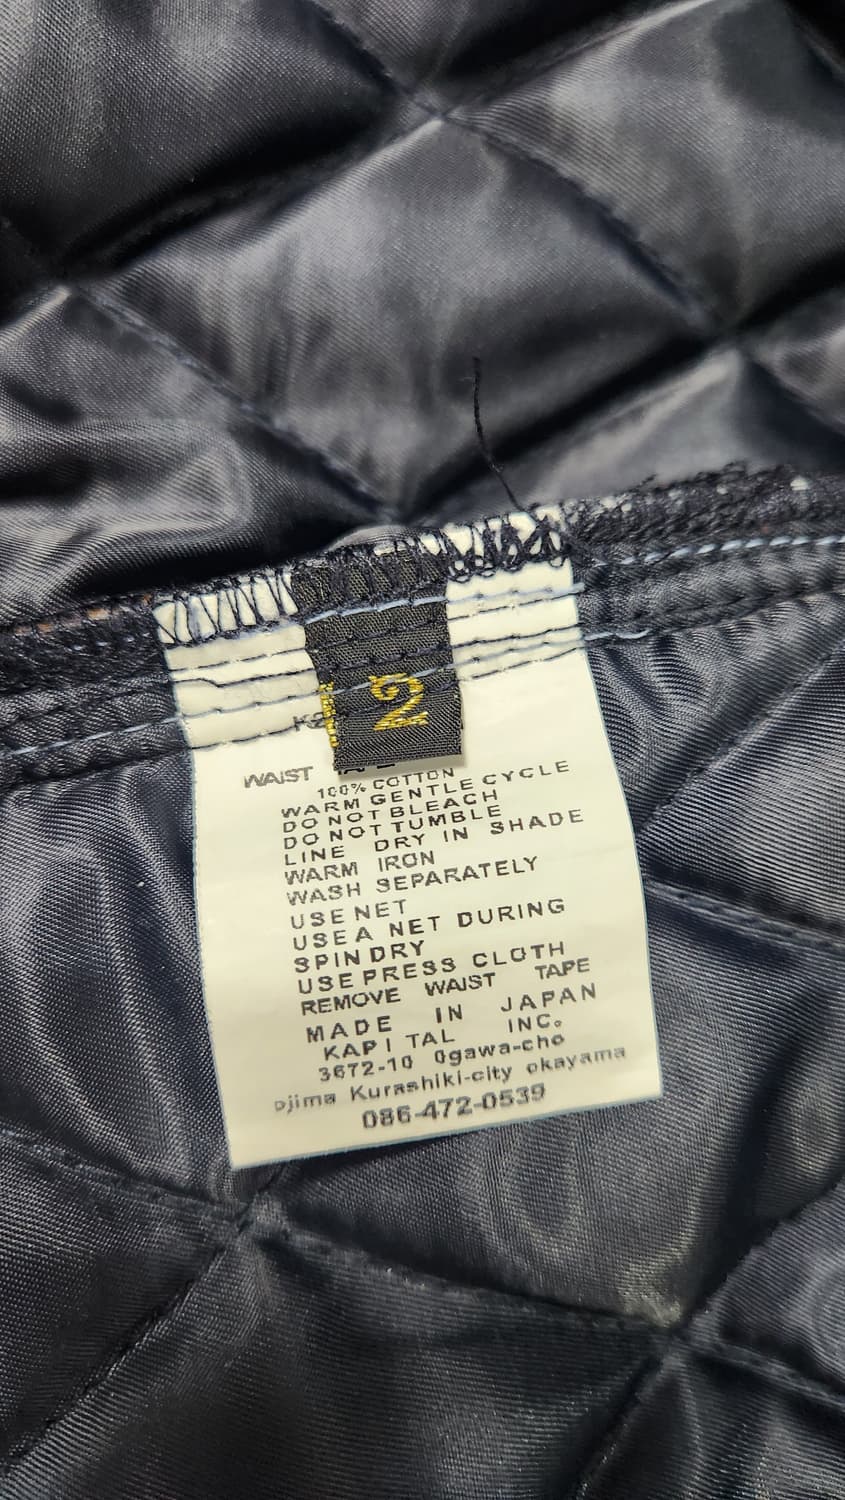 2
WAIST
100% COTTON
WARM GENTLE CYCLE
DO NOT BLEACH
DO NOT TUMBLE
LINE DRY IN SHADE
WARM IRON
WASH SEPARATELY
USE NET
USE A NET DURING
SPIN DRY
USE PRESS CLOTH
REMOVE WAIST TAPE
MADE IN JAPAN
KAPITAL INC.
3672-10 Ogawa-cho
ojima Kurashiki-city okayama
086-472-0539